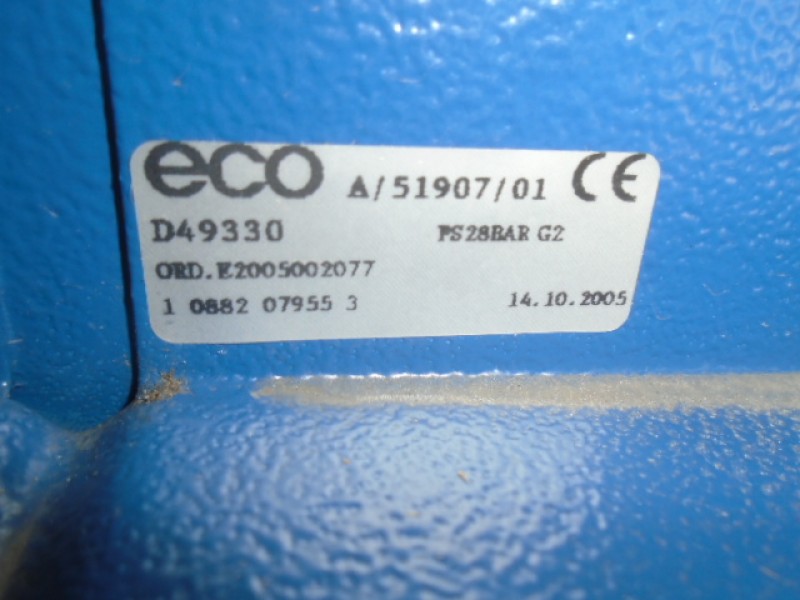 eco A/51907/01 CE
D49330 PS28BAR G2
ORD.E2005002077
1 0882 07955 3 14.10.2005